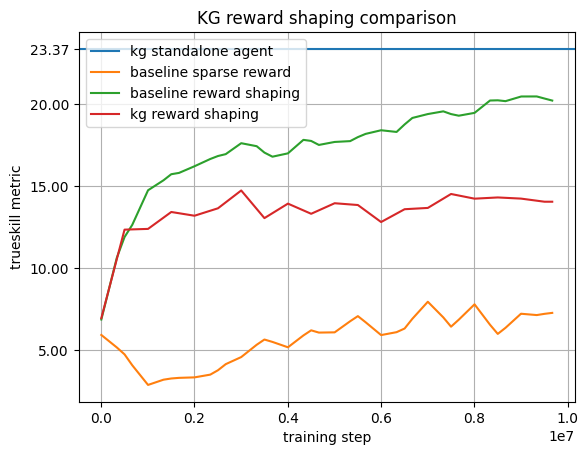 KG reward shaping comparison
23.37
20.00
15.00
10.00
5.00
trueskill metric
kg standalone agent
baseline sparse reward
baseline reward shaping
kg reward shaping
0.0
0.2
0.4
0.6
0.8
1.0
1e7
training step